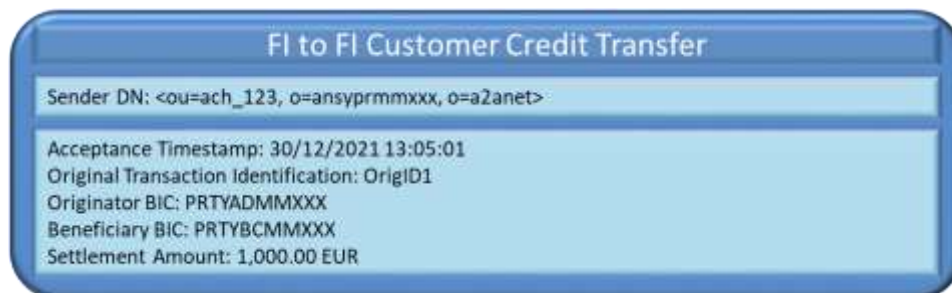 FI to FI Customer Credit Transfer
Sender DN: <ou=ach_123, o=ansyprmmxxx, o=a2anet>
Acceptance Timestamp: 30/12/2021 13:05:01
Original Transaction Identification: OrigID1
Originator BIC: PRTYADMMXXX
Beneficiary BIC: PRTYBCMMXXX
Settlement Amount: 1,000.00 EUR